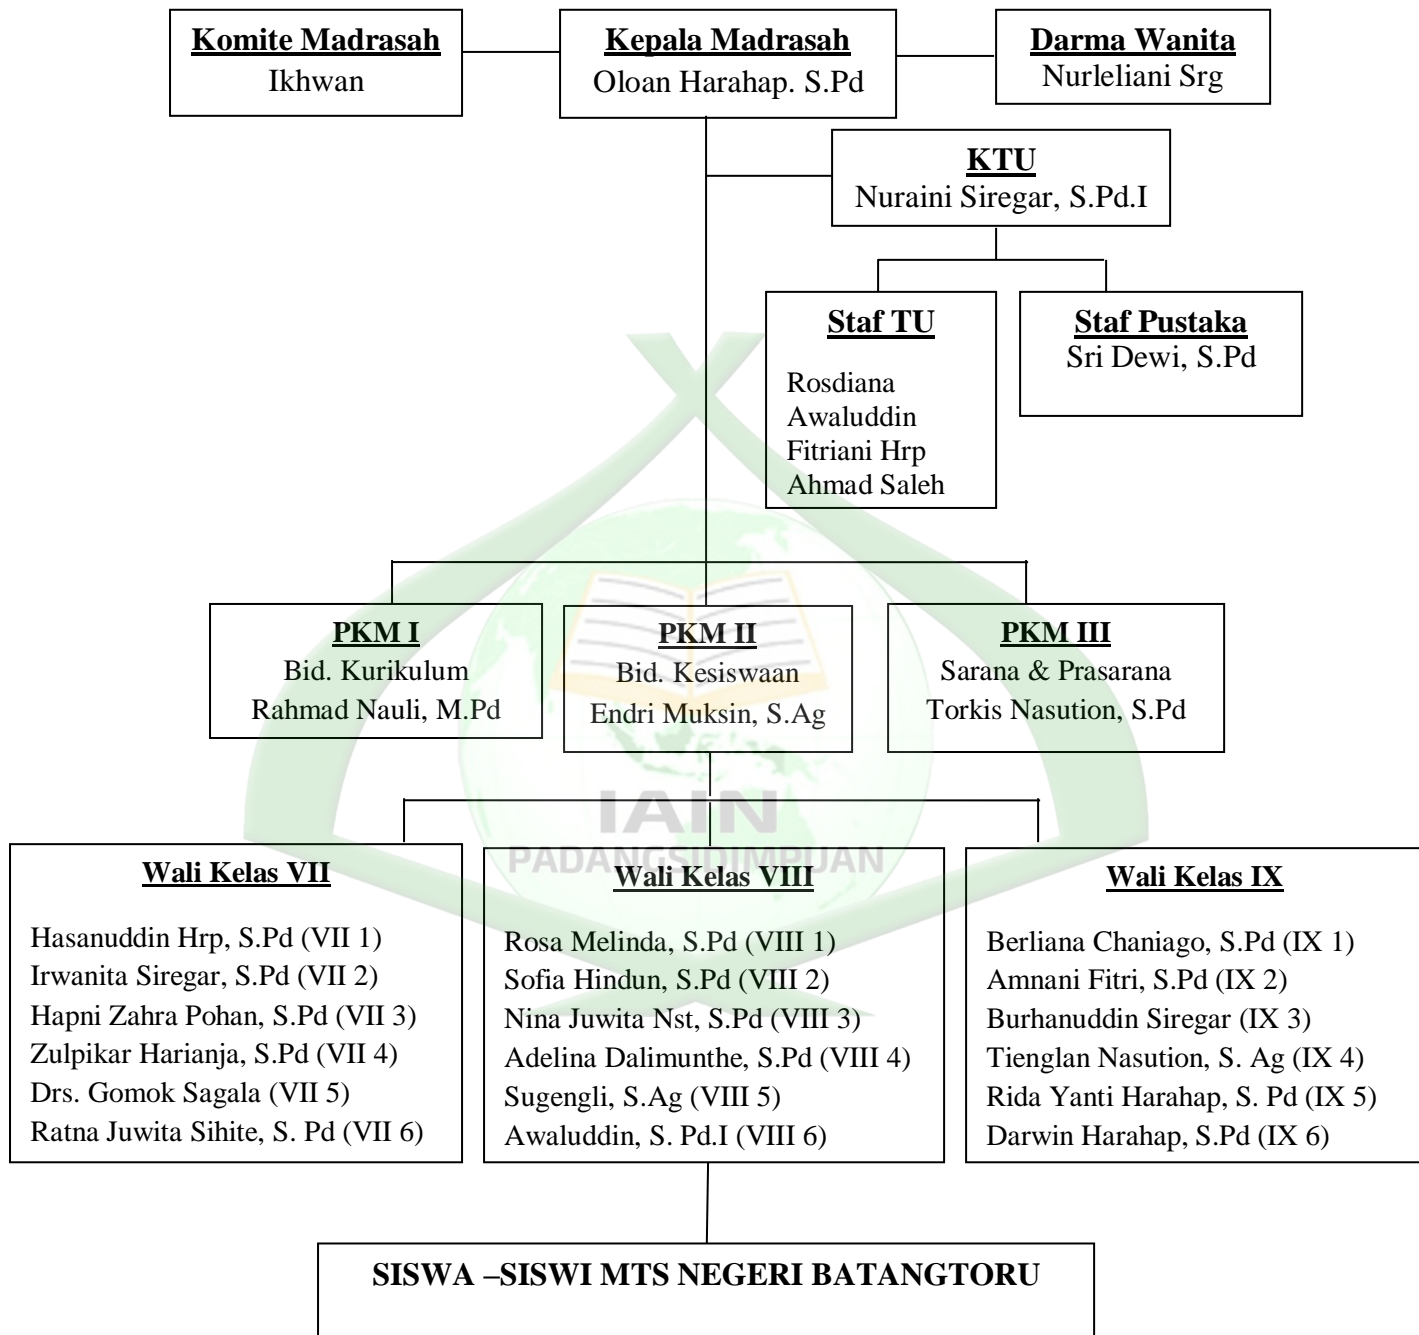 Komite Madrasah
Ikhwan
Kepala Madrasah
Oloan Harahap. S.Pd
Darma Wanita
Nurleliani Srg
KTU
Nuraini Siregar, S.Pd.I
Staf TU
Rosdiana
Awaluddin
Fitriani Hrp
Ahmad Saleh
Staf Pustaka
Sri Dewi, S.Pd
PKM I
Bid. Kurikulum
Rahmad Nauli, M.Pd
PKM II
Bid. Kesiswaan
Endri Muksin, S.Ag
PKM III
Sarana & Prasarana
Torkis Nasution, S.Pd
IAIN
PADANGSIDIMPUAN
Wali Kelas VII
Hasanuddin Hrp, S.Pd (VII 1)
Irwanita Siregar, S.Pd (VII 2)
Hapni Zahra Pohan, S.Pd (VII 3)
Zulpikar Harianja, S.Pd (VII 4)
Drs. Gomok Sagala (VII 5)
Ratna Juwita Sihite, S. Pd (VII 6)
Wali Kelas VIII
Rosa Melinda, S.Pd (VIII 1)
Sofia Hindun, S.Pd (VIII 2)
Nina Juwita Nst, S.Pd (VIII 3)
Adelina Dalimunthe, S.Pd (VIII 4)
Sugengli, S.Ag (VIII 5)
Awaluddin, S. Pd.I (VIII 6)
Wali Kelas IX
Berliana Chaniago, S.Pd (IX 1)
Amnani Fitri, S.Pd (IX 2)
Burhanuddin Siregar (IX 3)
Tienglan Nasution, S. Ag (IX 4)
Rida Yanti Harahap, S. Pd (IX 5)
Darwin Harahap, S.Pd (IX 6)
SISWA –SISWI MTS NEGERI BATANGTORU